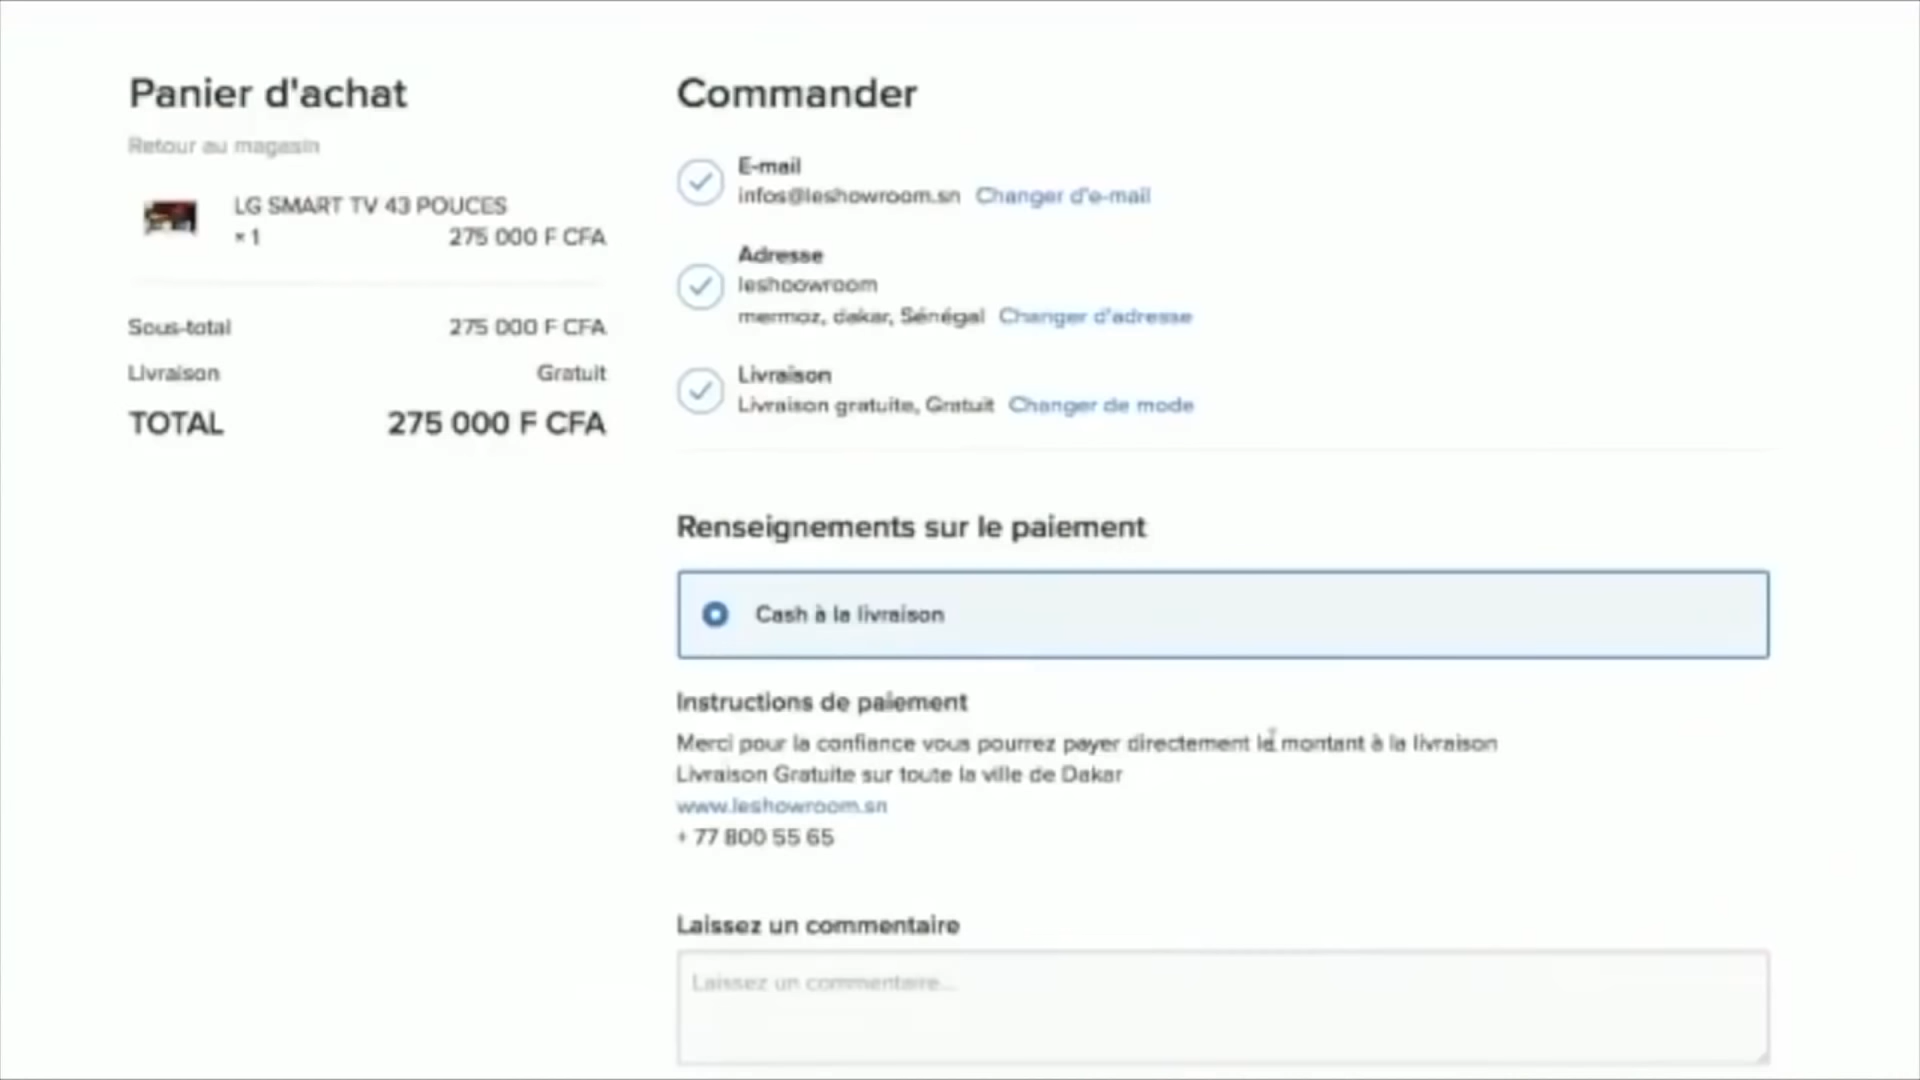 Panier d'achat
Retour au magasin
LG SMART TV 43 POUCES
× 1 275 000 F CFA
Sous-total 275 000 F CFA
Livraison Gratuit
TOTAL 275 000 F CFA
Commander
E-mail
infos@leshowroom.sn Changer d'e-mail
Adresse
leshoowroom
mermoz, dakar, Sénégal Changer d'adresse
Livraison
Livraison gratuite, Gratuit Changer de mode
Renseignements sur le paiement
Cash à la livraison
Instructions de paiement
Merci pour la confiance vous pourrez payer directement le montant à la livraison
Livraison Gratuite sur toute la ville de Dakar
www.leshowroom.sn
+ 77 800 55 65
Laissez un commentaire
Laissez un commentaire...